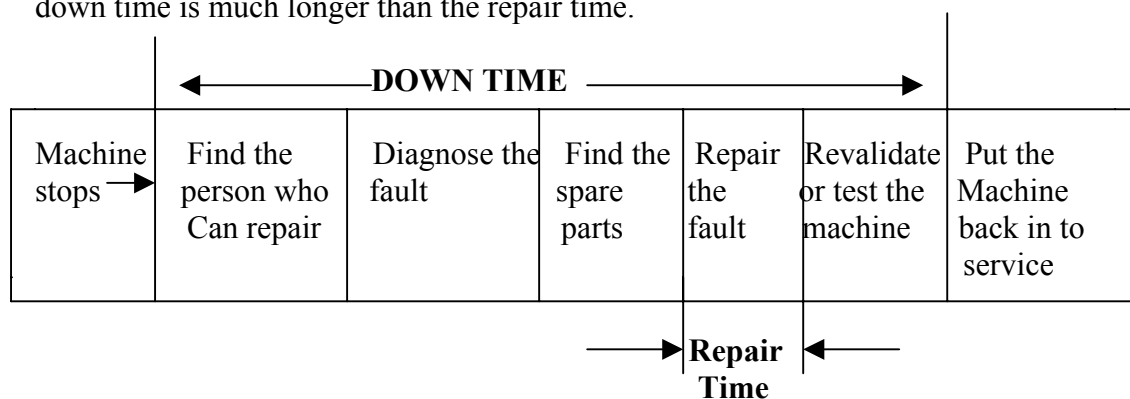 down time is much longer than the repair time.
DOWN TIME
Machine
stops
Find the
person who
Can repair
Diagnose the
fault
Find the
spare
parts
Repair
the
fault
Revalidate
or test the
machine
Put the
Machine
back in to
service
Repair
Time